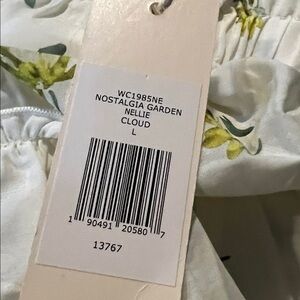 WC1985NE
NOSTALGIA GARDEN
NELLIE
CLOUD
L
1 90491 20580 7
13767